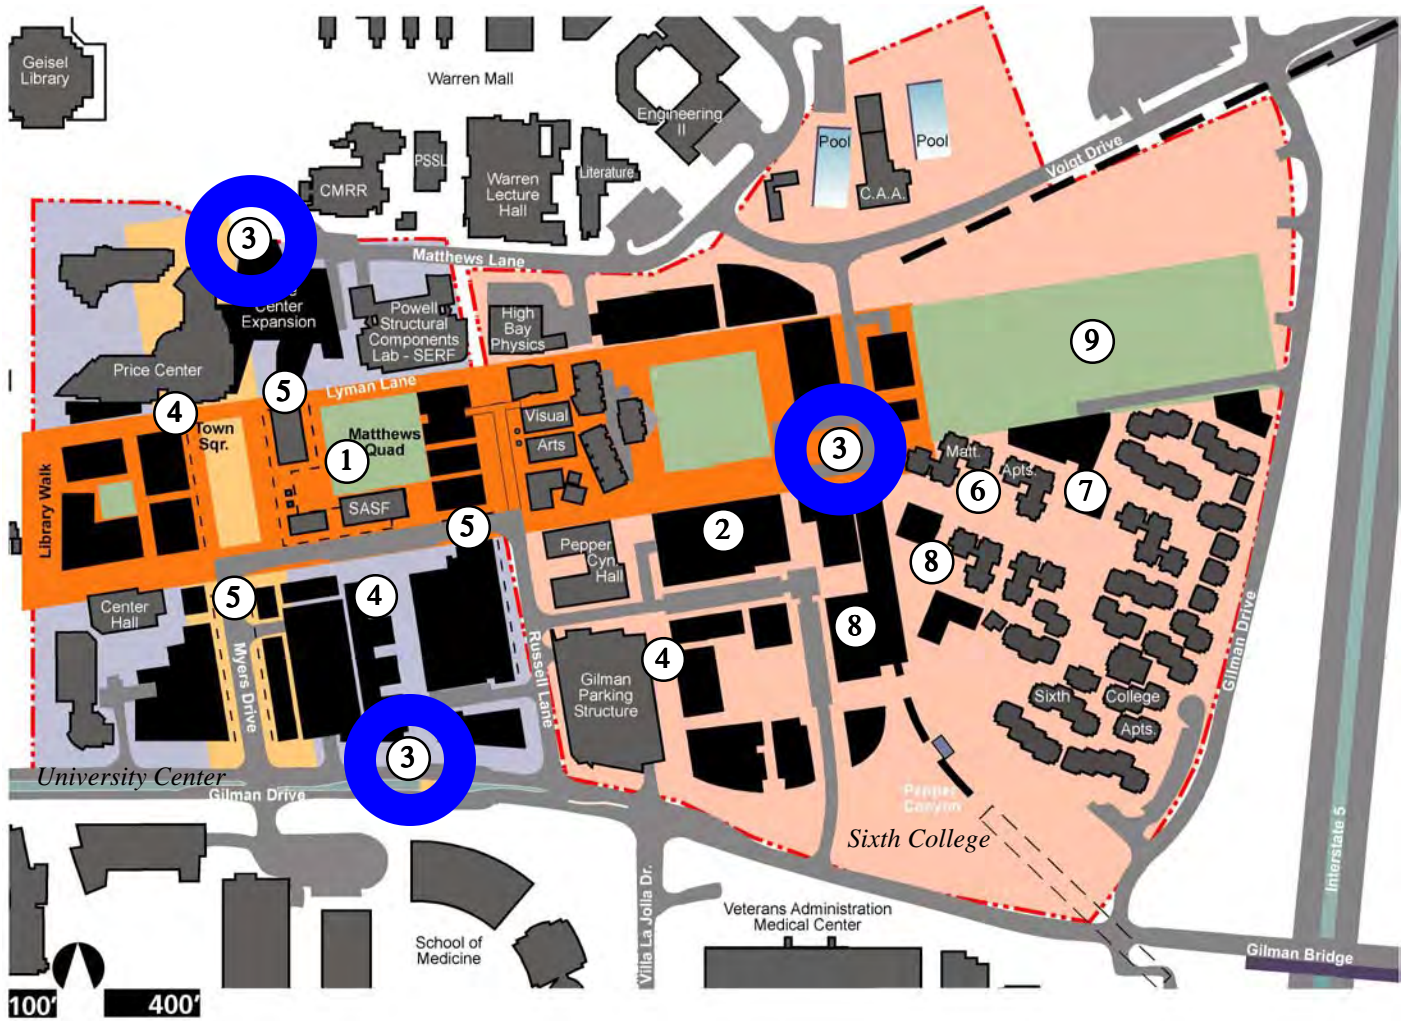 Geisel
Library
Warren Mall
Engineering
II
Pool
Pool
C.A.A.
Voigt Drive
CMRR
PSSL
Warren
Lecture
Hall
Literature
3
Matthews Lane
Center
Expansion
Powell
Structural
Components
Lab - SERF
High
Bay
Physics
Price Center
Lyman Lane
5
4
Town
Sqr.
Matthews
Quad
1
Visual
Arts
9
3
Matt.
Apts.
6
7
Library Walk
SASF
5
2
Pepper
Cyn.
Hall
8
Center
Hall
5
4
8
4
Myers Drive
Russell Lane
Gilman
Parking
Structure
Sixth
College
Apts.
Gilman Drive
3
University Center
Gilman Drive
Pepper
Canyon
Sixth College
Interstate 5
Villa La Jolla Dr.
Veterans Administration
Medical Center
School of
Medicine
Gilman Bridge
100'
400'